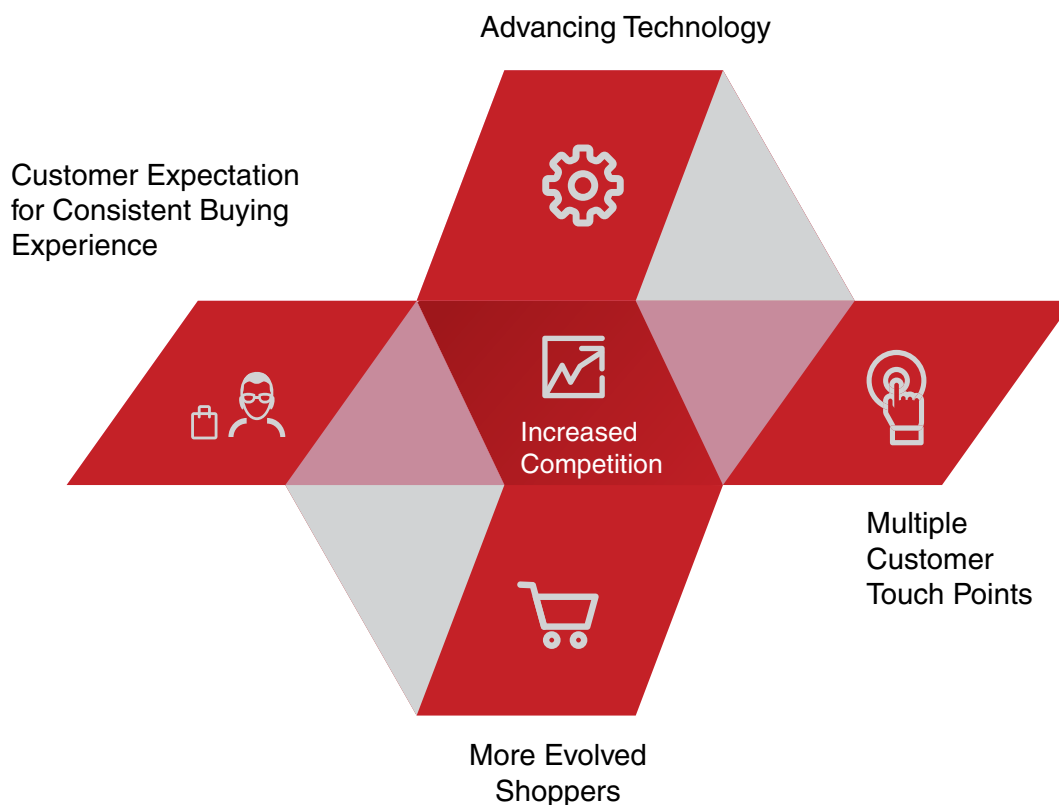 Advancing Technology
Customer Expectation
for Consistent Buying
Experience
Increased
Competition
Multiple
Customer
Touch Points
More Evolved
Shoppers